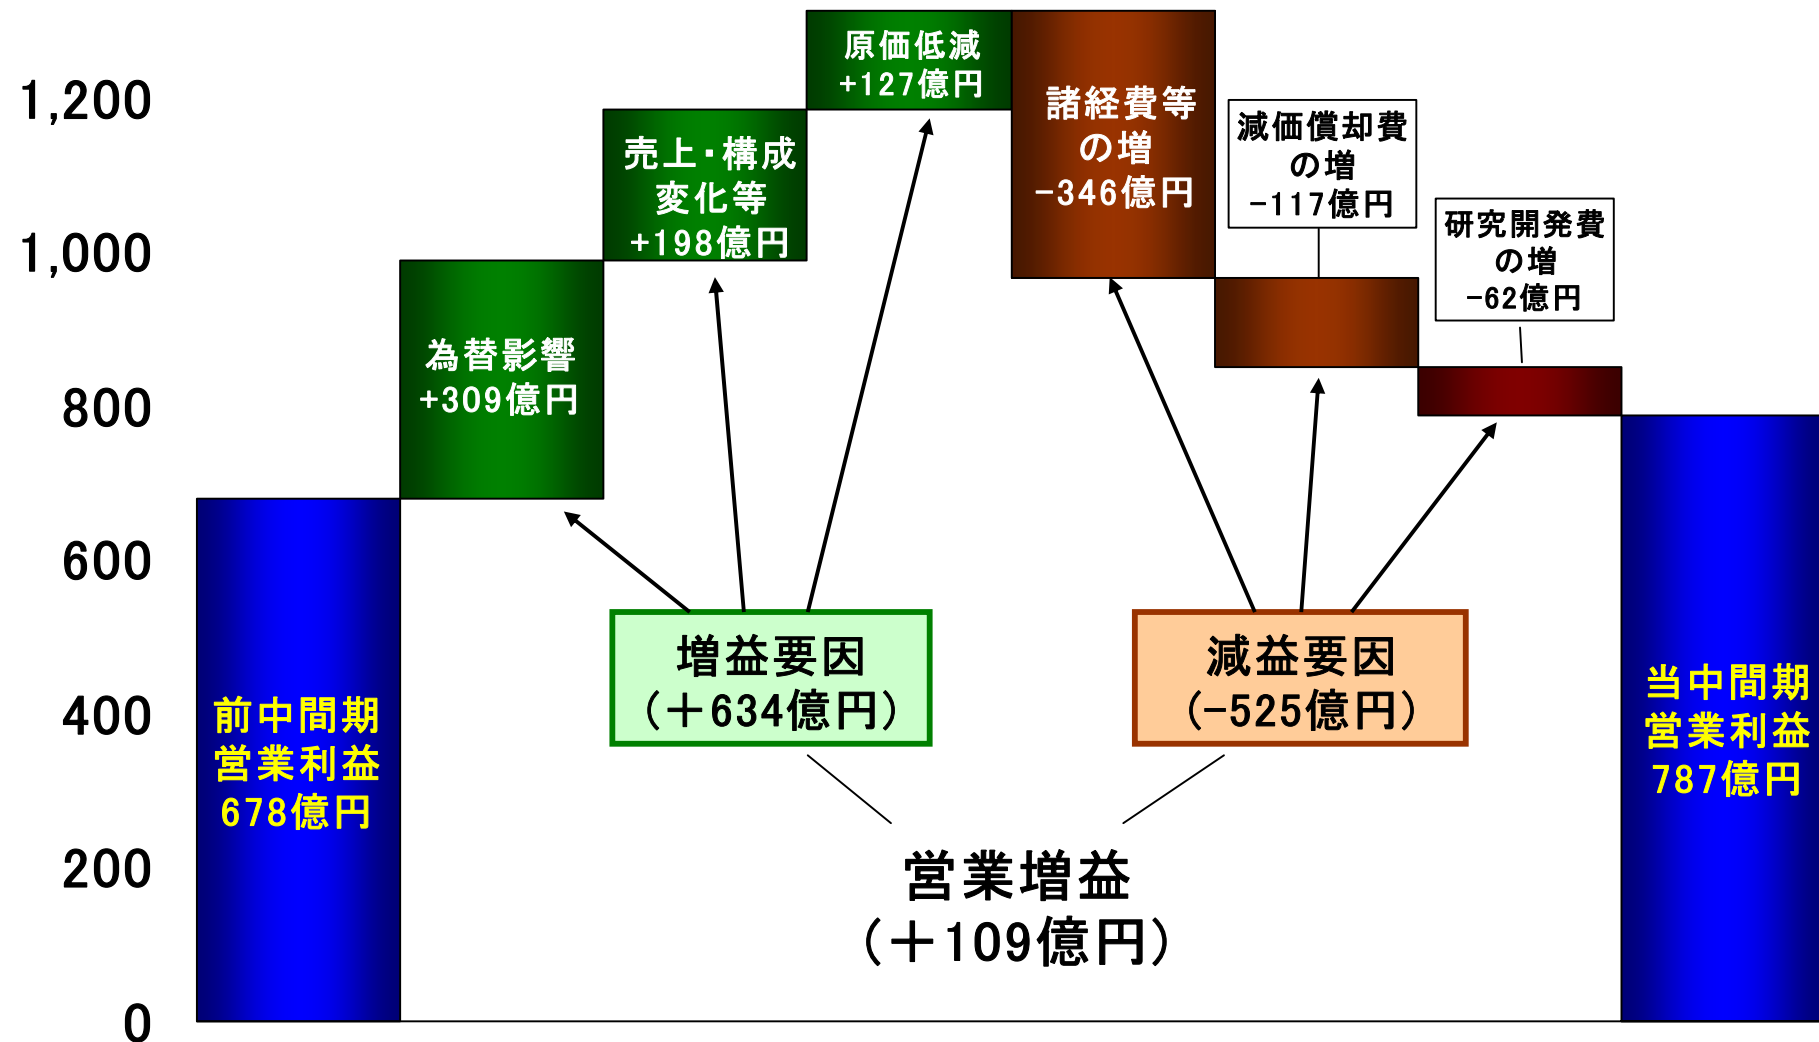 1,200
1,000
800
600
400
200
0
前中間期
営業利益
678億円
為替影響
+309億円
売上・構成
変化等
+198億円
原価低減
+127億円
諸経費等
の増
-346億円
減価償却費
の増
-117億円
研究開発費
の増
-62億円
当中間期
営業利益
787億円
増益要因
(+634億円)
減益要因
(-525億円)
営業増益
(+109億円)